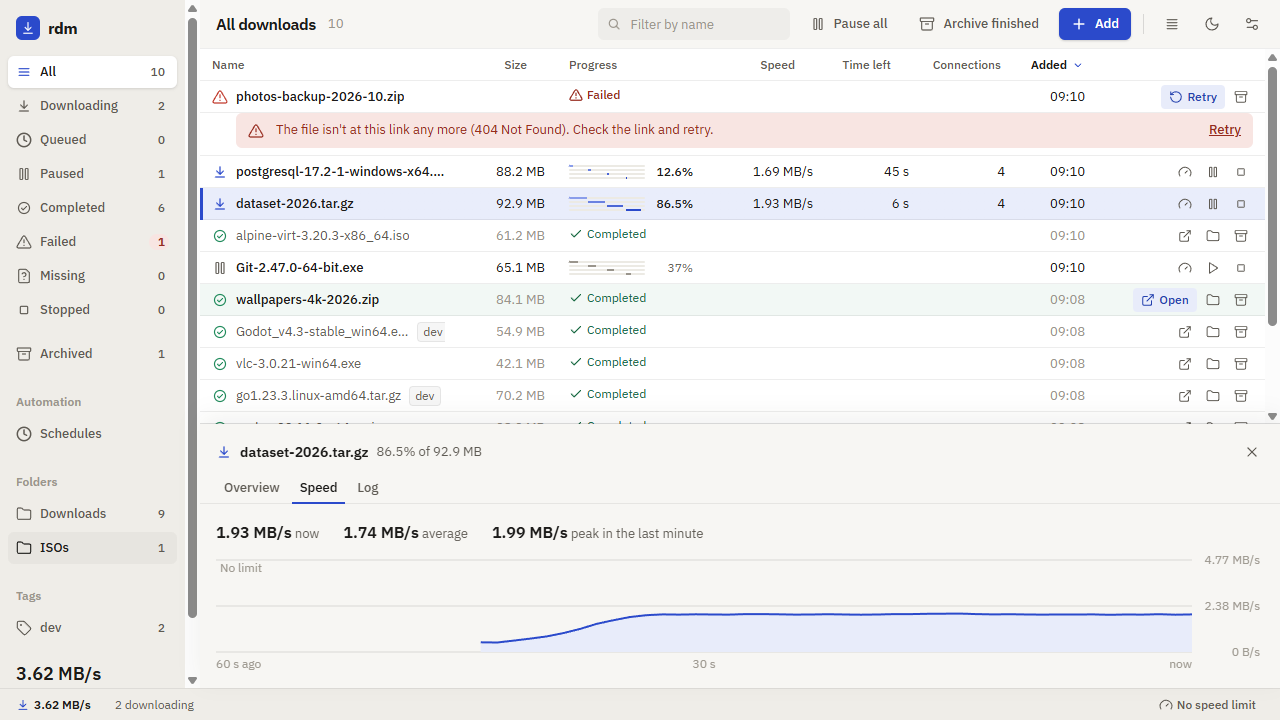 rdm
All 10
Downloading 2
Queued 0
Paused 1
Completed 6
Failed 1
Missing 0
Stopped 0
Archived 1
Automation
Schedules
Folders
Downloads 9
ISOs 1
Tags
dev 2
3.62 MB/s
All downloads 10
Filter by name
Pause all
Archive finished
Add
Name Size Progress Speed Time left Connections Added
photos-backup-2026-10.zip Failed 09:10 Retry
The file isn't at this link any more (404 Not Found). Check the link and retry. Retry
postgresql-17.2-1-windows-x64.... 88.2 MB 12.6% 1.69 MB/s 45 s 4 09:10
dataset-2026.tar.gz 92.9 MB 86.5% 1.93 MB/s 6 s 4 09:10
alpine-virt-3.20.3-x86_64.iso 61.2 MB Completed 09:10
Git-2.47.0-64-bit.exe 65.1 MB 37% 09:10
wallpapers-4k-2026.zip 84.1 MB Completed 09:08 Open
Godot_v4.3-stable_win64.e... dev 54.9 MB Completed 09:08
vlc-3.0.21-win64.exe 42.1 MB Completed 09:08
go1.23.3.linux-amd64.tar.gz dev 70.2 MB Completed 09:08
dataset-2026.tar.gz 86.5% of 92.9 MB
Overview Speed Log
1.93 MB/s now 1.74 MB/s average 1.99 MB/s peak in the last minute
4.77 MB/s
No limit
2.38 MB/s
0 B/s
60 s ago 30 s now
3.62 MB/s 2 downloading No speed limit